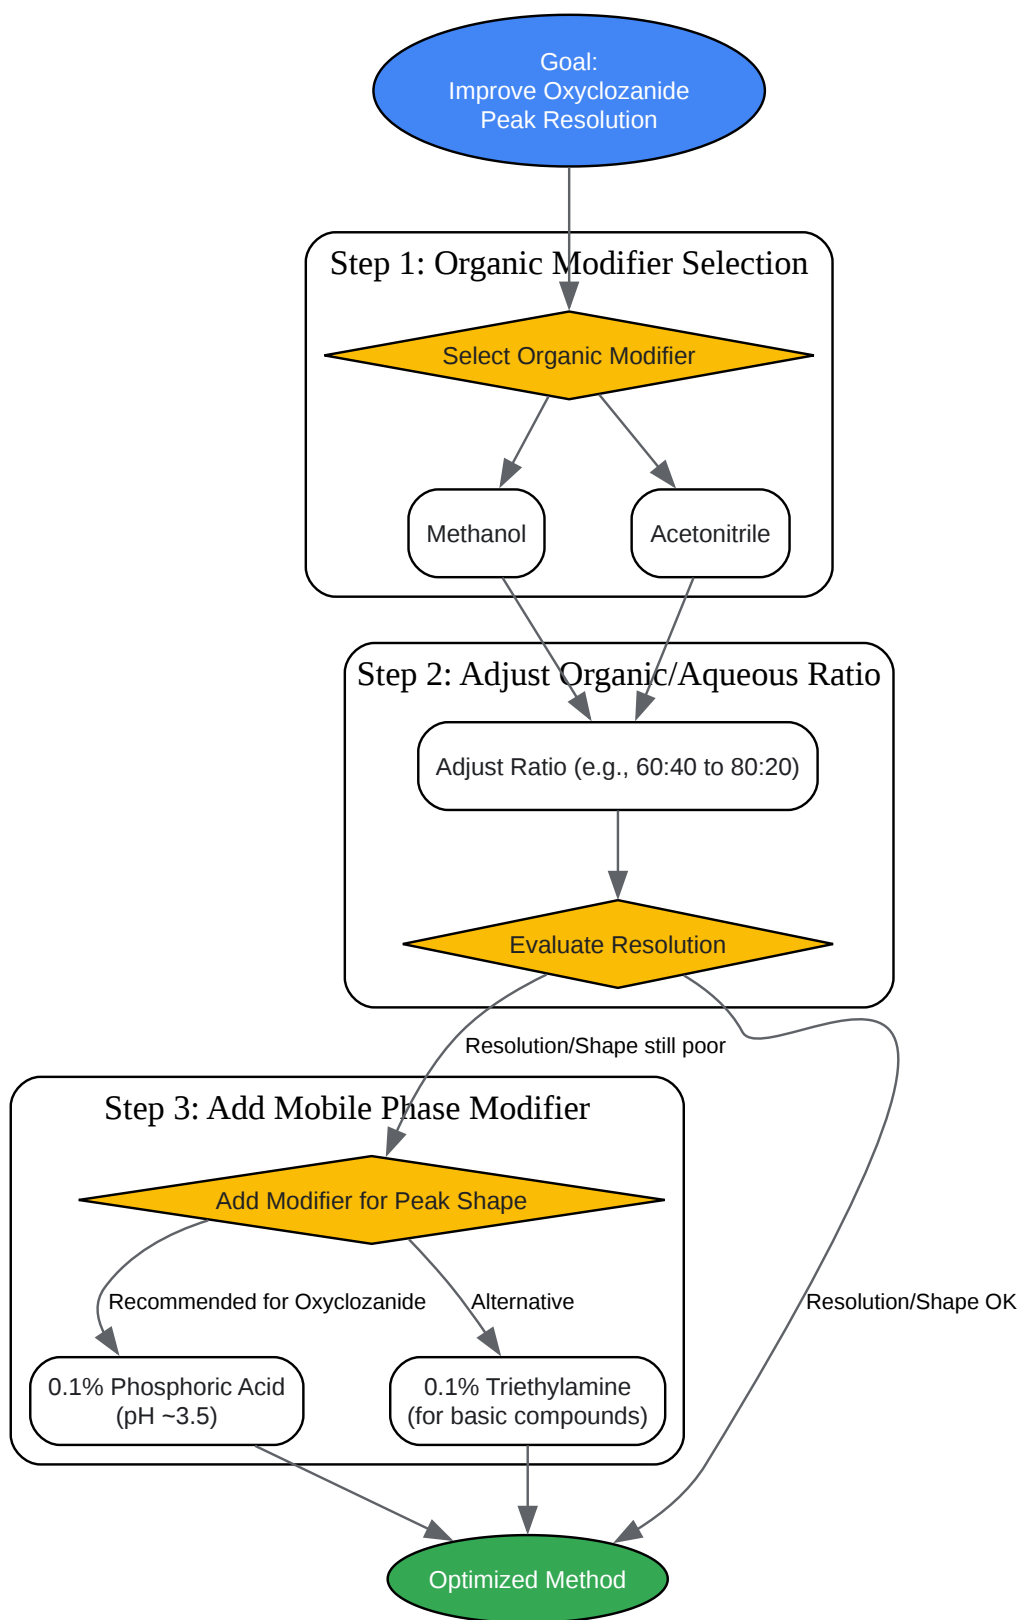 Goal:
Improve Oxyclozanide
Peak Resolution
Step 1: Organic Modifier Selection
Select Organic Modifier
Methanol
Acetonitrile
Step 2: Adjust Organic/Aqueous Ratio
Adjust Ratio (e.g., 60:40 to 80:20)
Evaluate Resolution
Resolution/Shape still poor
Step 3: Add Mobile Phase Modifier
Add Modifier for Peak Shape
Recommended for Oxyclozanide
Alternative
Resolution/Shape OK
0.1% Phosphoric Acid
(pH ~3.5)
0.1% Triethylamine
(for basic compounds)
Optimized Method